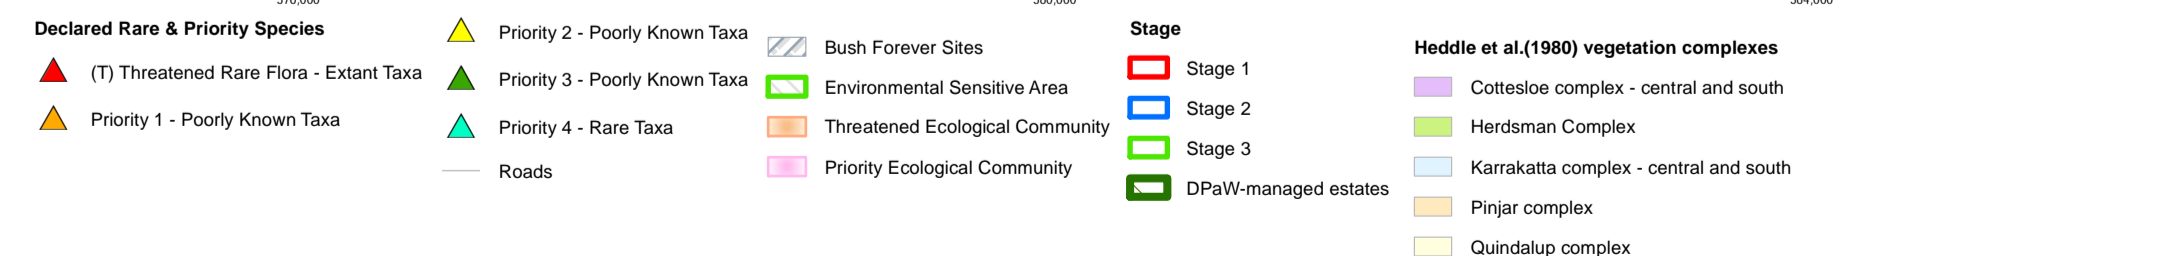 Declared Rare & Priority Species
(T) Threatened Rare Flora - Extant Taxa
Priority 1 - Poorly Known Taxa
Priority 2 - Poorly Known Taxa
Priority 3 - Poorly Known Taxa
Priority 4 - Rare Taxa
Roads
Bush Forever Sites
Environmental Sensitive Area
Threatened Ecological Community
Priority Ecological Community
Stage
Stage 1
Stage 2
Stage 3
DPaW-managed estates
Heddle et al.(1980) vegetation complexes
Cottesloe complex - central and south
Herdsman Complex
Karrakatta complex - central and south
Pinjar complex
Quindalup complex